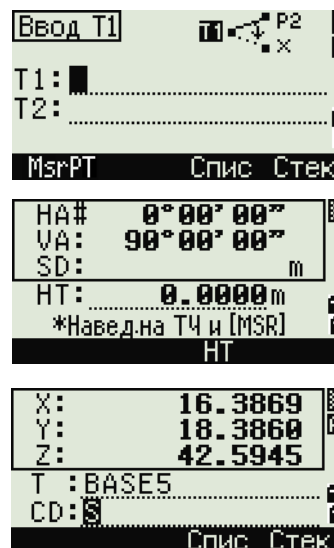 Ввод T1
T1 P2
X
T1:
T2:
MsrPT Спис Стек
HA# 0°00'00"
VA: 90°00'00"
SD: m
HT: 0.0000m
*Навед.на ТЧ и [MSR]
HT
X: 16.3869
Y: 18.3860
Z: 42.5945
T :BASE5
CD:S
Спис Стек